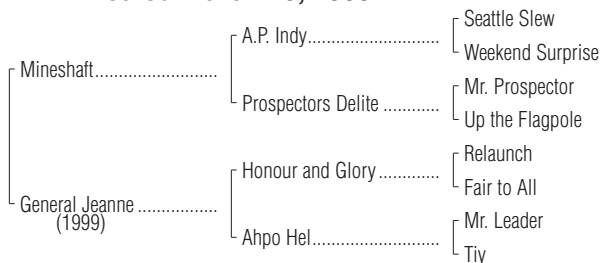 Seattle Slew
A.P. Indy
Weekend Surprise
Mineshaft
Mr. Prospector
Prospectors Delite
Up the Flagpole
Relaunch
Honour and Glory
Fair to All
General Jeanne
(1999)
Mr. Leader
Ahpo Hel
Tiy